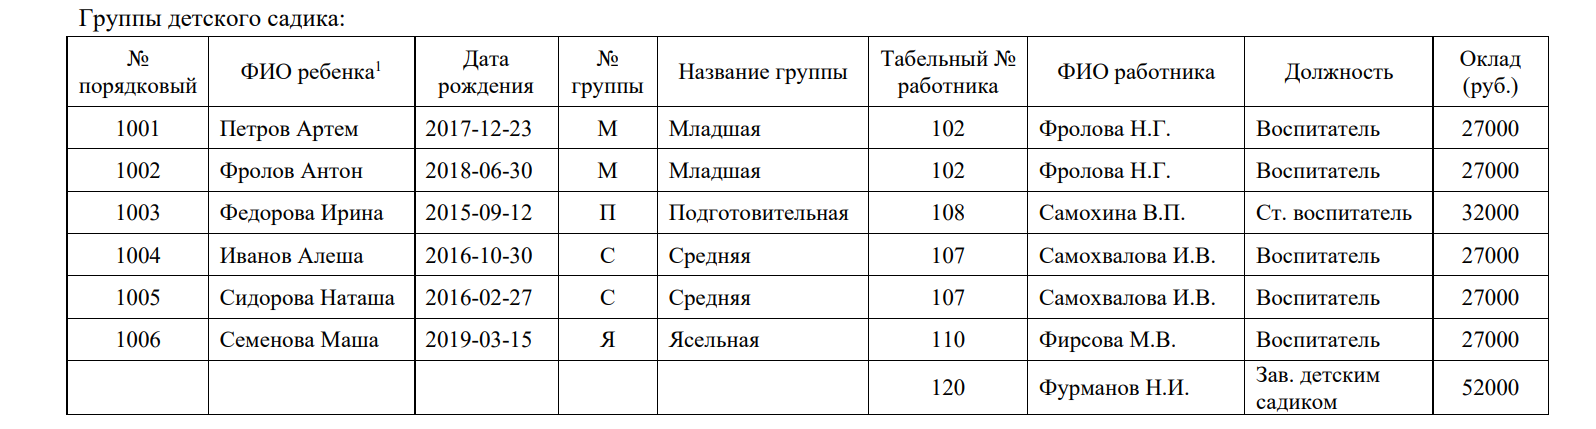 Группы детского садика:
№ порядковый ФИО ребенка1 Дата рождения № группы Название группы Табельный № работника ФИО работника Должность Оклад (руб.)
1001 Петров Артем 2017-12-23 М Младшая 102 Фролова Н.Г. Воспитатель 27000
1002 Фролов Антон 2018-06-30 М Младшая 102 Фролова Н.Г. Воспитатель 27000
1003 Федорова Ирина 2015-09-12 П Подготовительная 108 Самохина В.П. Ст. воспитатель 32000
1004 Иванов Алеша 2016-10-30 С Средняя 107 Самохвалова И.В. Воспитатель 27000
1005 Сидорова Наташа 2016-02-27 С Средняя 107 Самохвалова И.В. Воспитатель 27000
1006 Семенова Маша 2019-03-15 Я Ясельная 110 Фирсова М.В. Воспитатель 27000
120 Фурманов Н.И. Зав. детским садиком 52000